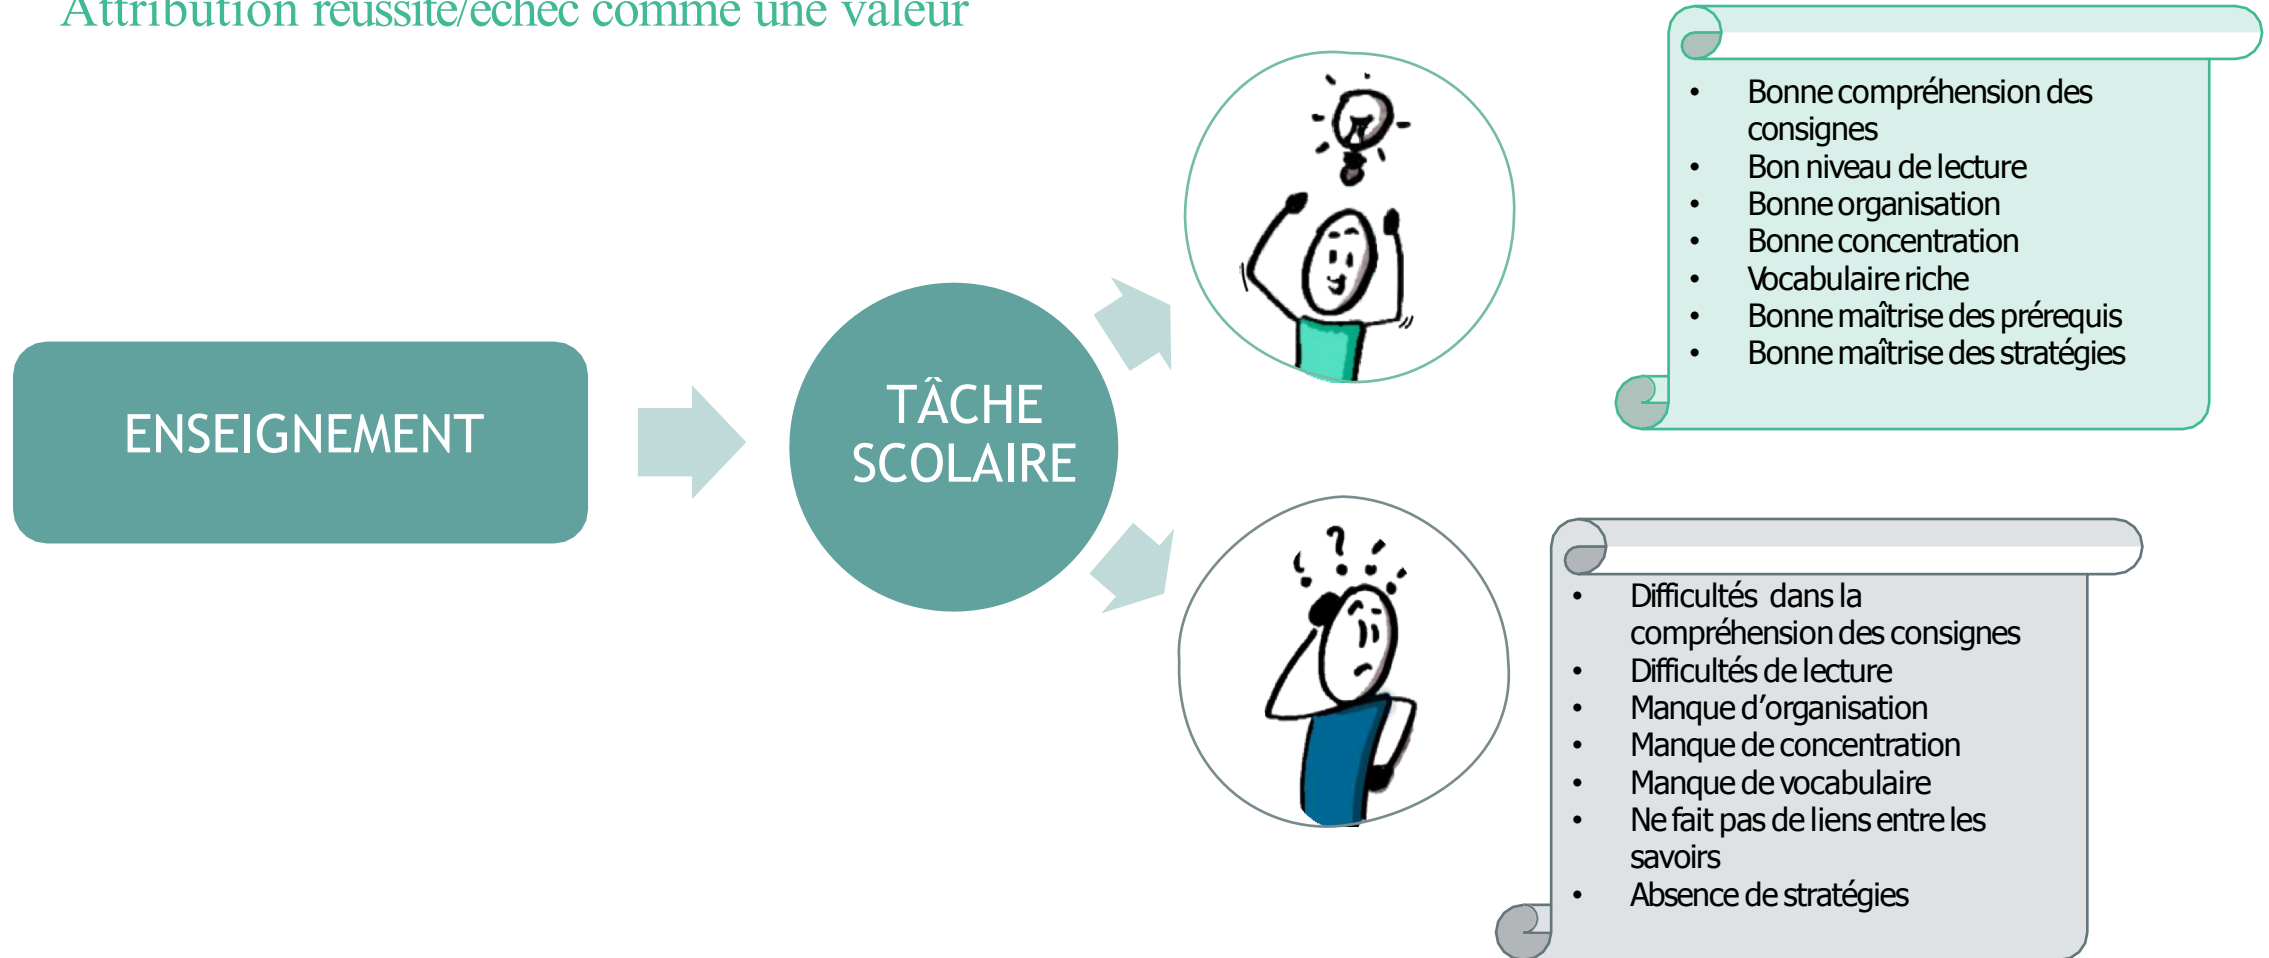 Attribution réussite/échec comme une valeur
• Bonne compréhension des
consignes
• Bon niveau de lecture
• Bonne organisation
• Bonne concentration
• Vocabulaire riche
• Bonne maîtrise des prérequis
• Bonne maîtrise des stratégies
ENSEIGNEMENT
TÂCHE
SCOLAIRE
• Difficultés dans la
compréhension des consignes
• Difficultés de lecture
• Manque d’organisation
• Manque de concentration
• Manque de vocabulaire
• Ne fait pas de liens entre les
savoirs
• Absence de stratégies